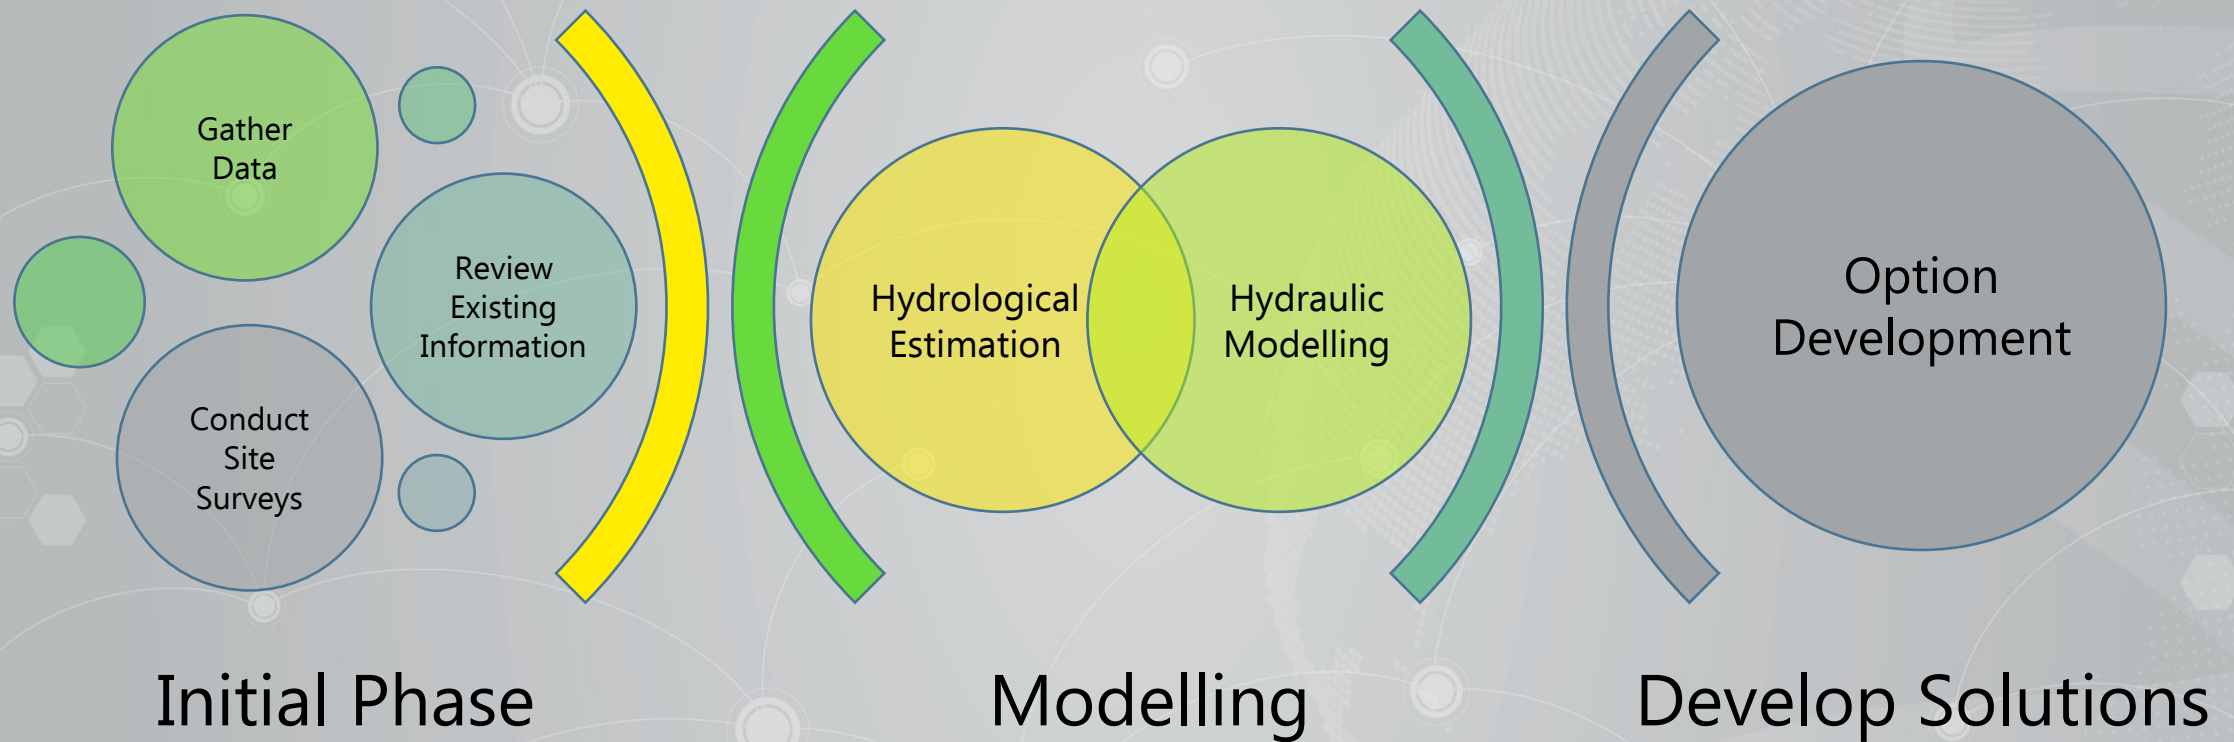 Gather
Data
Review
Existing
Information
Conduct
Site
Surveys
Hydrological
Estimation
Hydraulic
Modelling
Option
Development
Initial Phase
Modelling
Develop Solutions